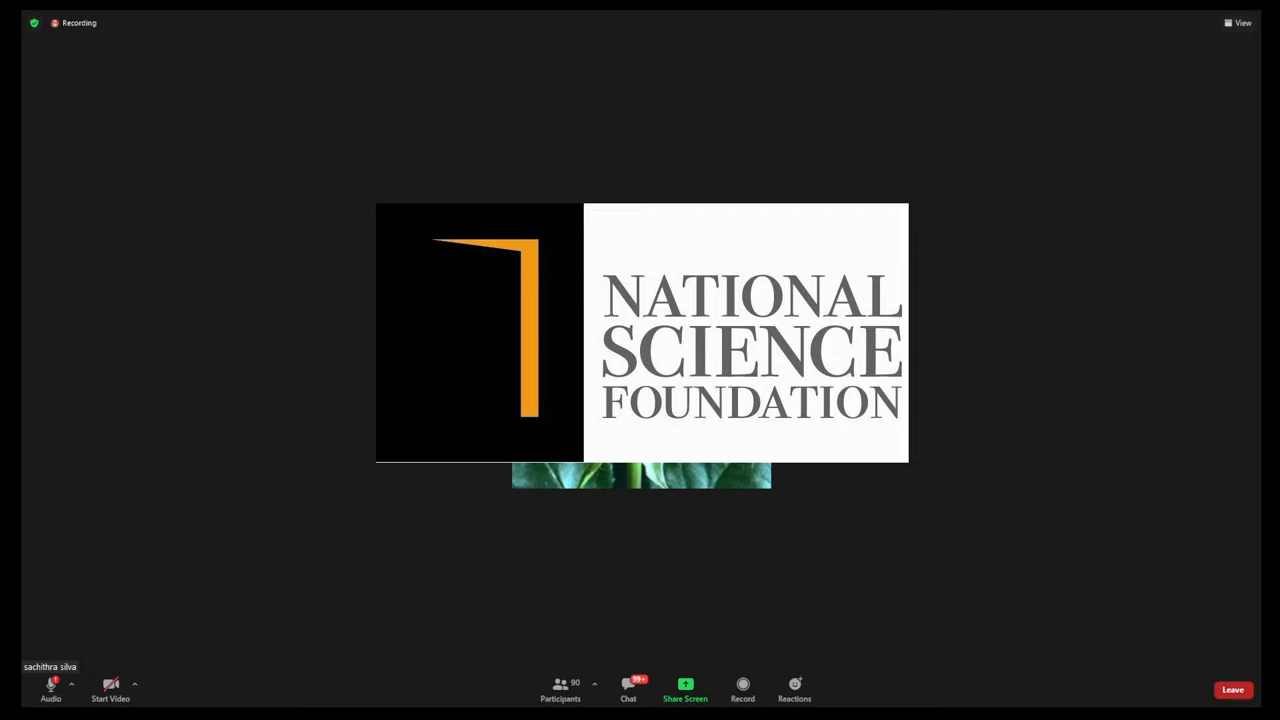 Recording
View
NATIONAL
SCIENCE
FOUNDATION
sachithra silva
Audio
Start Video
90
Participants
99+
Chat
Share Screen
Record
Reactions
Leave